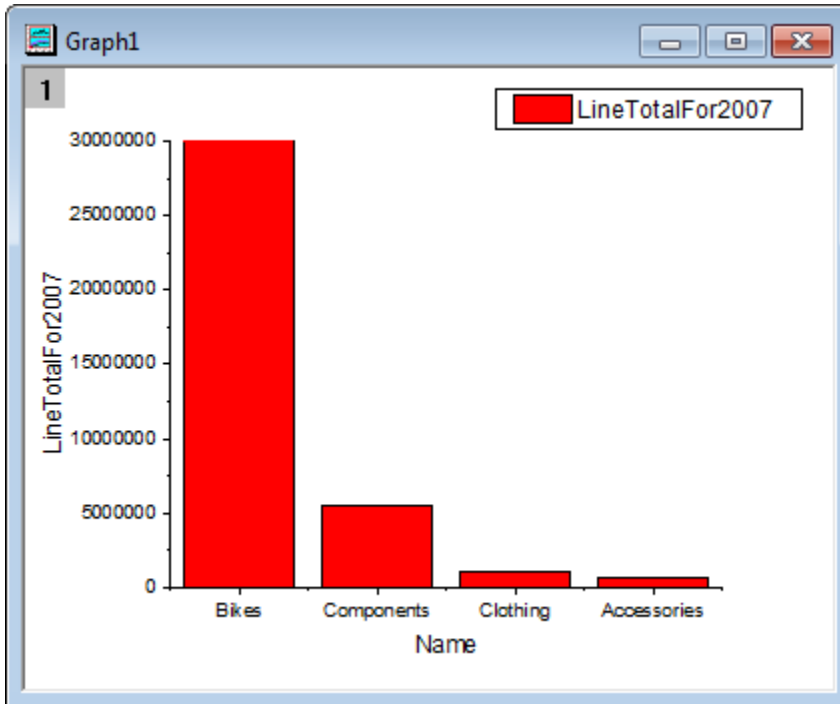 Graph1
1
LineTotalFor2007
30000000
25000000
20000000
15000000
10000000
5000000
0
LineTotalFor2007
Bikes Components Clothing Accessories
Name